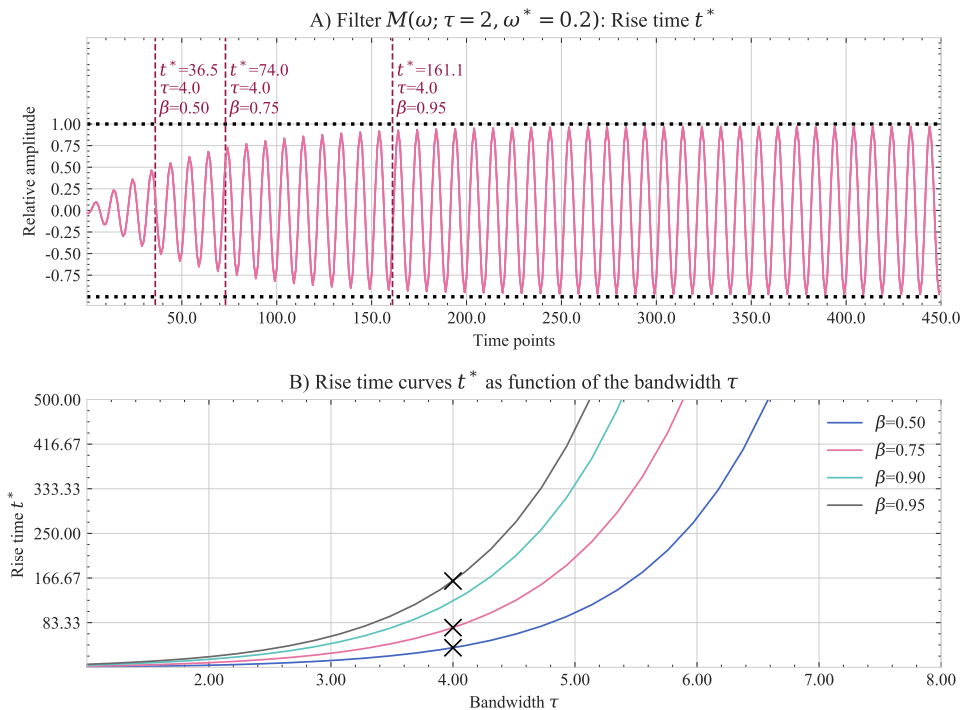 A) Filter M(ω; τ = 2, ω* = 0.2): Rise time t*
t*=36.5
τ=4.0
β=0.50
t*=74.0
τ=4.0
β=0.75
t*=161.1
τ=4.0
β=0.95
Relative amplitude
1.00
0.75
0.50
0.25
0.00
-0.25
-0.50
-0.75
50.0 100.0 150.0 200.0 250.0 300.0 350.0 400.0 450.0
Time points
B) Rise time curves t* as function of the bandwidth τ
Rise time t*
500.00
416.67
333.33
250.00
166.67
83.33
β=0.50
β=0.75
β=0.90
β=0.95
2.00 3.00 4.00 5.00 6.00 7.00 8.00
Bandwidth τ